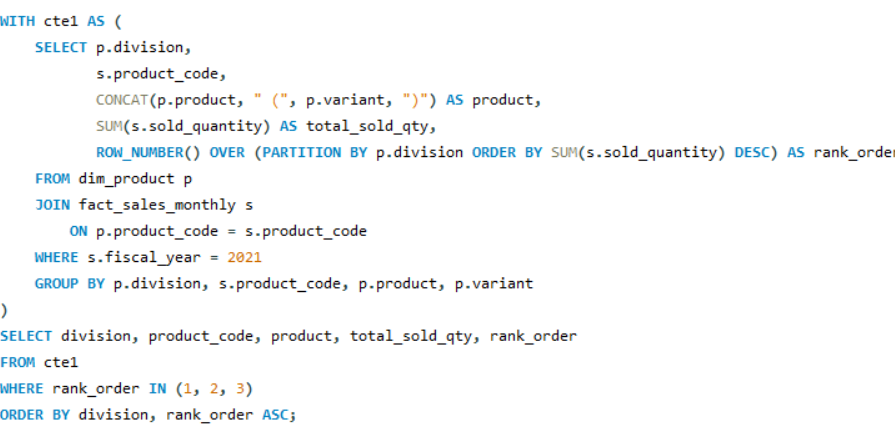 WITH cte1 AS (
SELECT p.division,
s.product_code,
CONCAT(p.product, " (", p.variant, ")") AS product,
SUM(s.sold_quantity) AS total_sold_qty,
ROW_NUMBER() OVER (PARTITION BY p.division ORDER BY SUM(s.sold_quantity) DESC) AS rank_order
FROM dim_product p
JOIN fact_sales_monthly s
ON p.product_code = s.product_code
WHERE s.fiscal_year = 2021
GROUP BY p.division, s.product_code, p.product, p.variant
)
SELECT division, product_code, product, total_sold_qty, rank_order
FROM cte1
WHERE rank_order IN (1, 2, 3)
ORDER BY division, rank_order ASC;